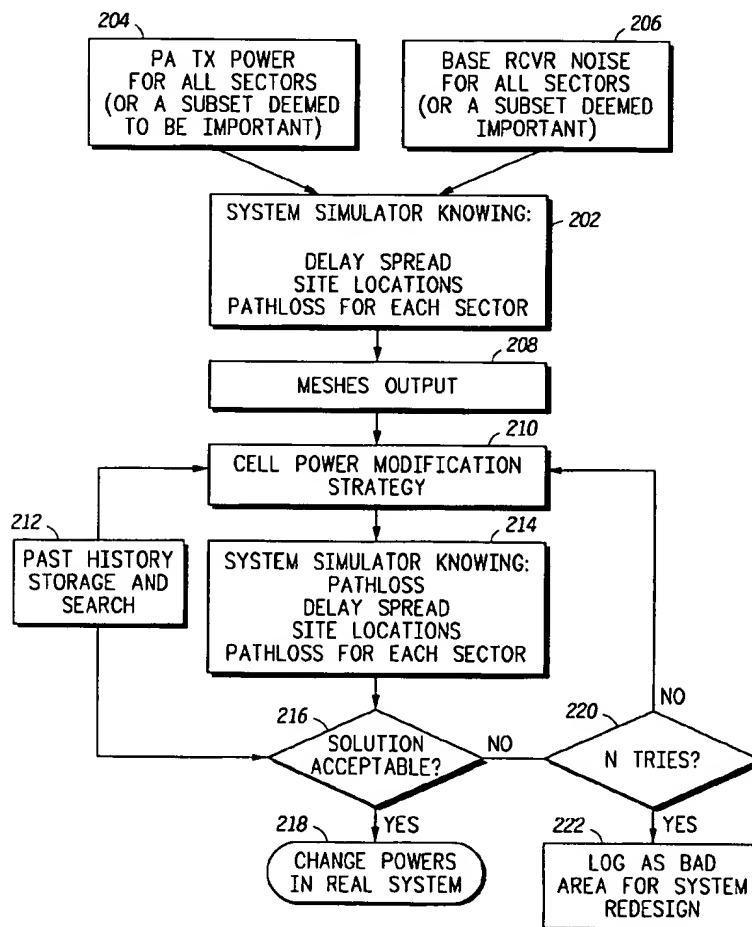 204
PA TX POWER
FOR ALL SECTORS
(OR A SUBSET DEEMED
TO BE IMPORTANT)
206
BASE RCVR NOISE
FOR ALL SECTORS
(OR A SUBSET DEEMED
IMPORTANT)
SYSTEM SIMULATOR KNOWING:
DELAY SPREAD
SITE LOCATIONS
PATHLOSS FOR EACH SECTOR
202
208
MESHES OUTPUT
210
CELL POWER MODIFICATION
STRATEGY
212
PAST HISTORY
STORAGE AND
SEARCH
214
SYSTEM SIMULATOR KNOWING:
PATHLOSS
DELAY SPREAD
SITE LOCATIONS
PATHLOSS FOR EACH SECTOR
216
SOLUTION
ACCEPTABLE?
NO
220
N TRIES?
NO
YES
218
CHANGE POWERS
IN REAL SYSTEM
YES
222
LOG AS BAD
AREA FOR SYSTEM
REDESIGN